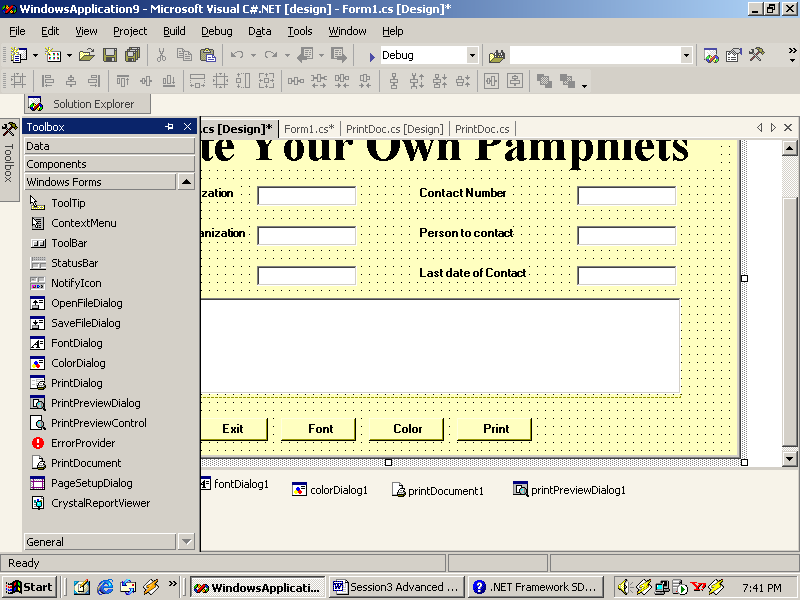 WindowsApplication9 - Microsoft Visual C#.NET [design] - Form1.cs [Design]*
File Edit View Project Build Debug Data Tools Window Help
Debug
Solution Explorer
Toolbox
Toolbox
.cs [Design]* Form1.cs* PrintDoc.cs [Design] PrintDoc.cs
Data
Components
Windows Forms
ToolTip
ContextMenu
ToolBar
StatusBar
NotifyIcon
OpenFileDialog
SaveFileDialog
FontDialog
ColorDialog
PrintDialog
PrintPreviewDialog
PrintPreviewControl
ErrorProvider
PrintDocument
PageSetupDialog
CrystalReportViewer
General
te Your Own Pamphlets
zation Contact Number
anization Person to contact
Last date of Contact
Exit Font Color Print
fontDialog1 colorDialog1 printDocument1 printPreviewDialog1
Ready
Start » WindowsApplicati... Session3 Advanced ... .NET Framework SD... 7:41 PM